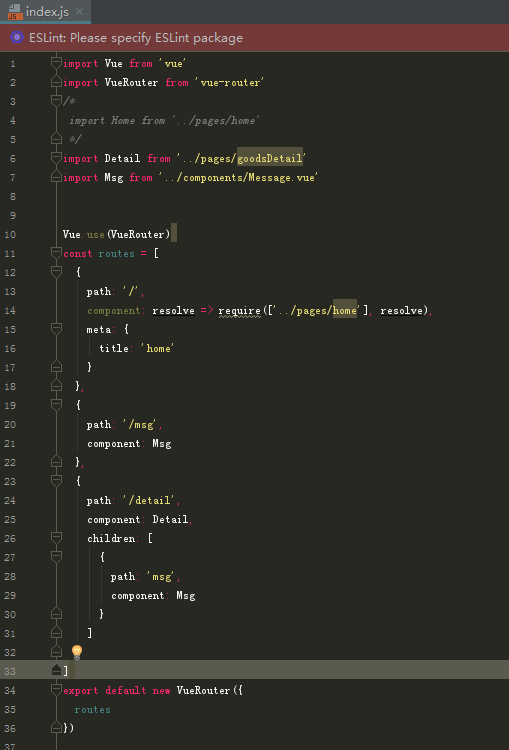 index.js
ESLint: Please specify ESLint package
1 import Vue from 'vue'
2 import VueRouter from 'vue-router'
3 /*
4 import Home from '../pages/home'
5 */
6 import Detail from '../pages/goodsDetail'
7 import Msg from '../components/Message.vue'
8
9
10 Vue.use(VueRouter)
11 const routes = [
12 {
13 path: '/',
14 component: resolve => require(['../pages/home'], resolve),
15 meta: {
16 title: 'home'
17 }
18 },
19 {
20 path: '/msg',
21 component: Msg
22 },
23 {
24 path: '/detail',
25 component: Detail,
26 children: [
27 {
28 path: 'msg',
29 component: Msg
30 }
31 ]
32
33 ]
34 export default new VueRouter({
35 routes
36 })
37